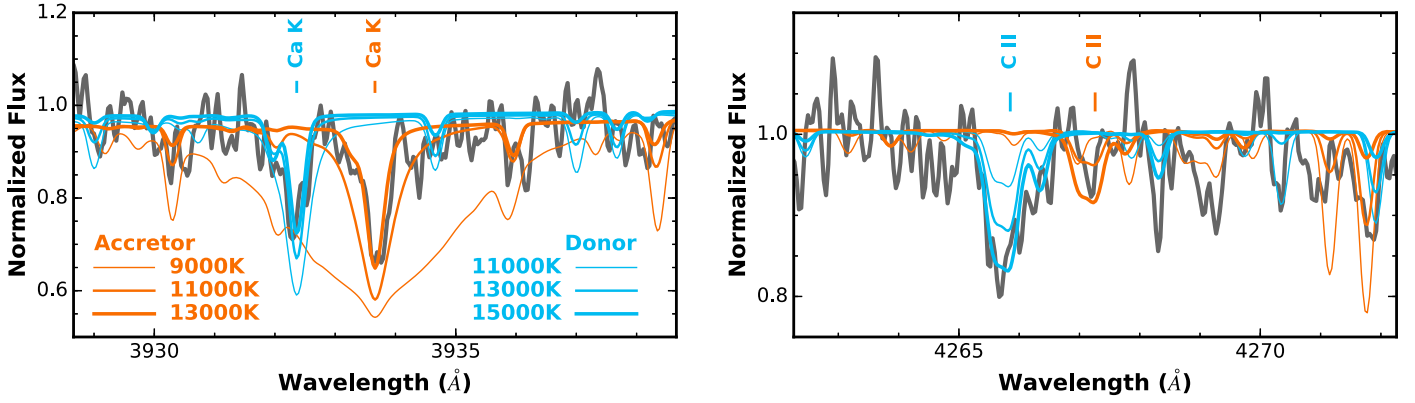 Normalized Flux
1.2
1.0
0.8
0.6
Ca K
Ca K
Accretor
9000K
11000K
13000K
Donor
11000K
13000K
15000K
3930
3935
Wavelength (Å)
Normalized Flux
1.0
0.8
C II
C II
4265
4270
Wavelength (Å)